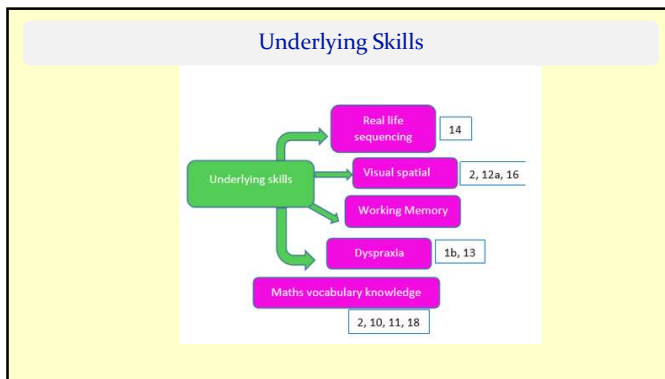 Underlying Skills
Real life
sequencing
14
Underlying skills
Visual spatial
2, 12a, 16
Working Memory
Dyspraxia
1b, 13
Maths vocabulary knowledge
2, 10, 11, 18